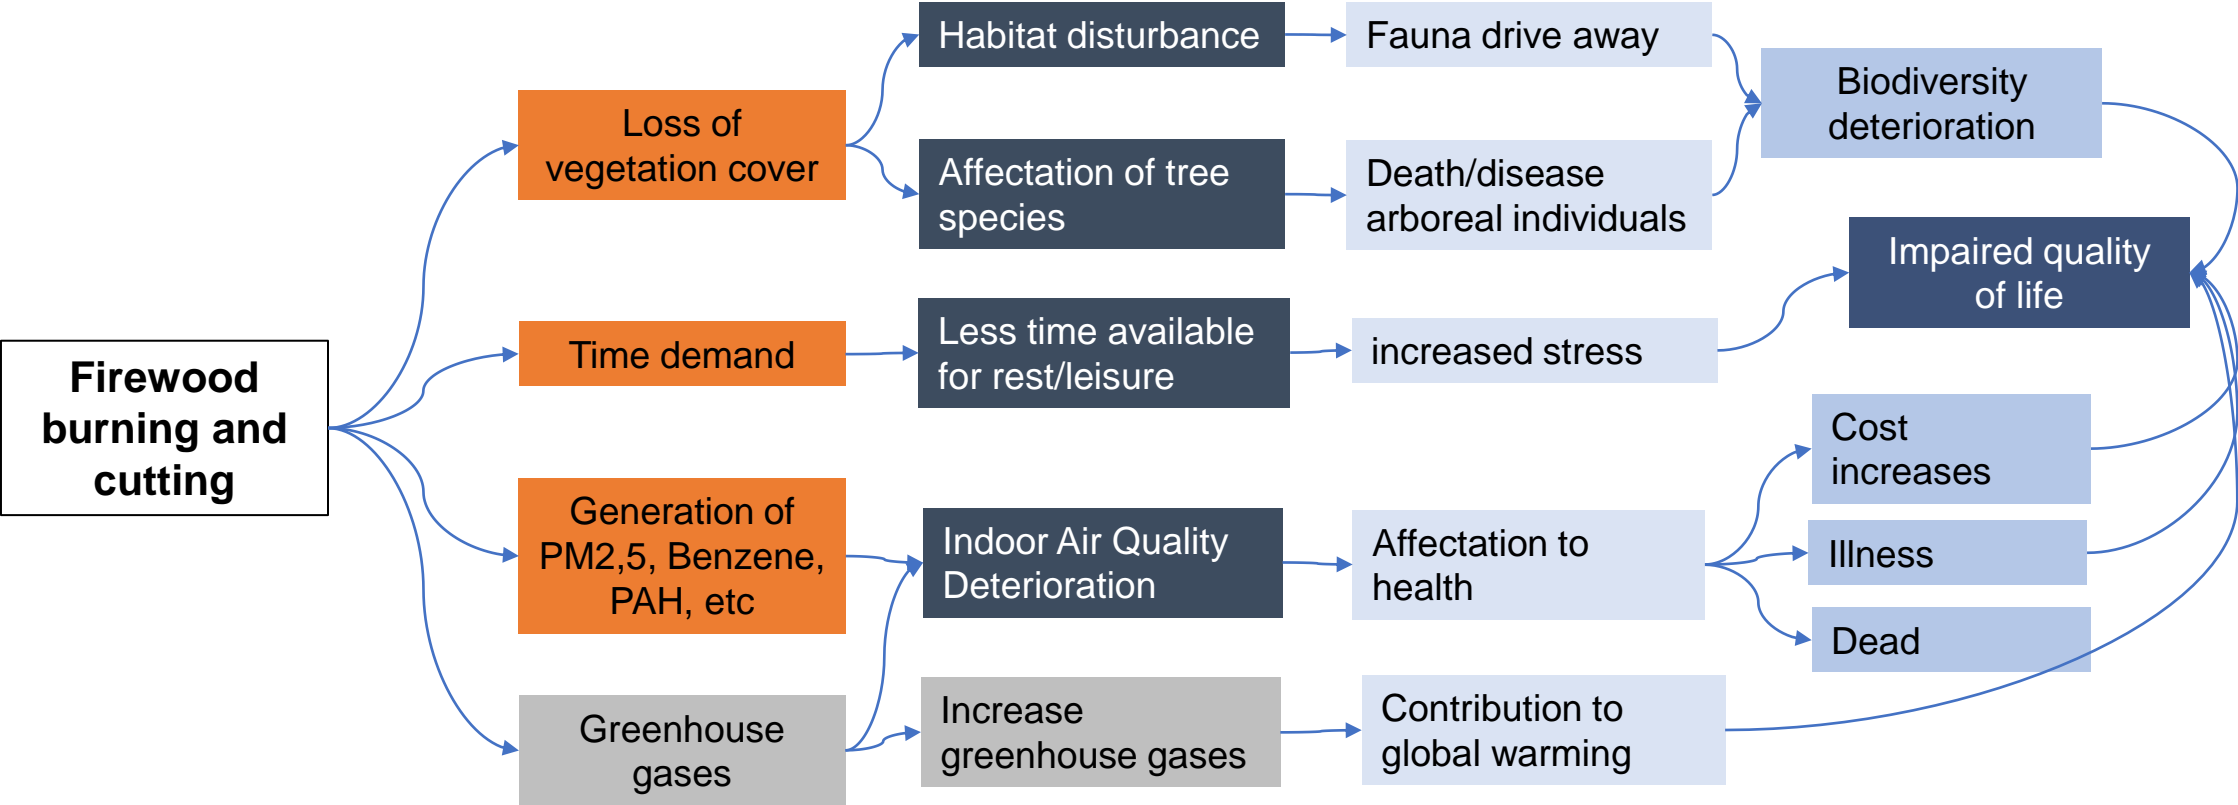 Firewood
burning and
cutting
Loss of
vegetation cover
Time demand
Generation of
PM2,5, Benzene,
PAH, etc
Greenhouse
gases
Habitat disturbance
Affectation of tree
species
Less time available
for rest/leisure
Indoor Air Quality
Deterioration
Increase
greenhouse gases
Fauna drive away
Death/disease
arboreal individuals
increased stress
Affectation to
health
Contribution to
global warming
Biodiversity
deterioration
Impaired quality
of life
Cost
increases
Illness
Dead